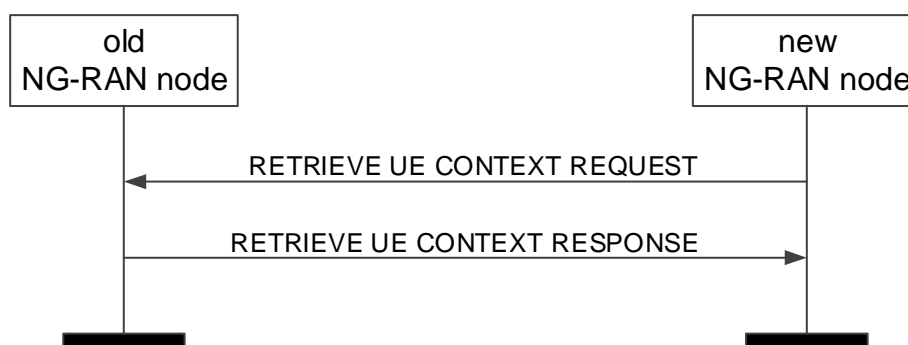 old
NG-RAN node
new
NG-RAN node
RETRIEVE UE CONTEXT REQUEST
RETRIEVE UE CONTEXT RESPONSE